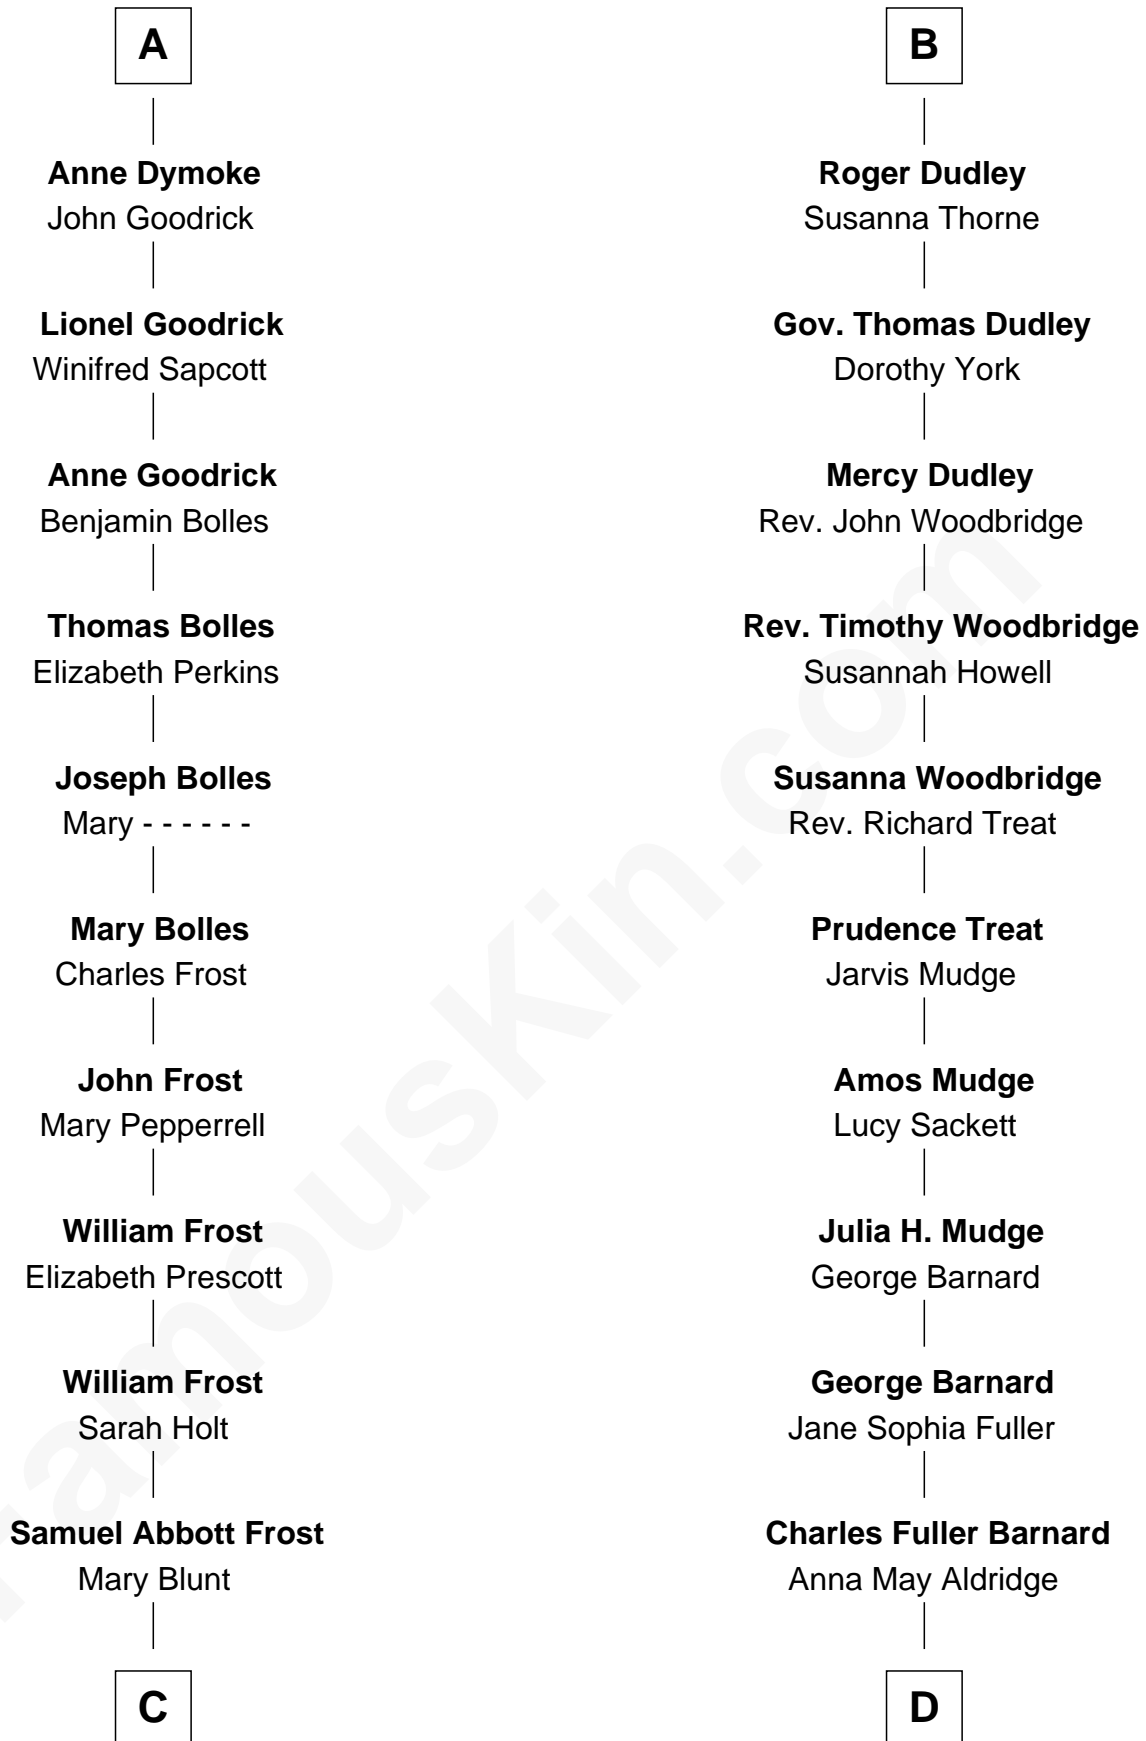 A
Anne Dymoke
John Goodrick
Lionel Goodrick
Winifred Sapcott
Anne Goodrick
Benjamin Bolles
Thomas Bolles
Elizabeth Perkins
Joseph Bolles
Mary - - - - - -
Mary Bolles
Charles Frost
John Frost
Mary Pepperrell
William Frost
Elizabeth Prescott
William Frost
Sarah Holt
Samuel Abbott Frost
Mary Blunt
C
B
Roger Dudley
Susanna Thorne
Gov. Thomas Dudley
Dorothy York
Mercy Dudley
Rev. John Woodbridge
Rev. Timothy Woodbridge
Susannah Howell
Susanna Woodbridge
Rev. Richard Treat
Prudence Treat
Jarvis Mudge
Amos Mudge
Lucy Sackett
Julia H. Mudge
George Barnard
George Barnard
Jane Sophia Fuller
Charles Fuller Barnard
Anna May Aldridge
D
FamousKin.com